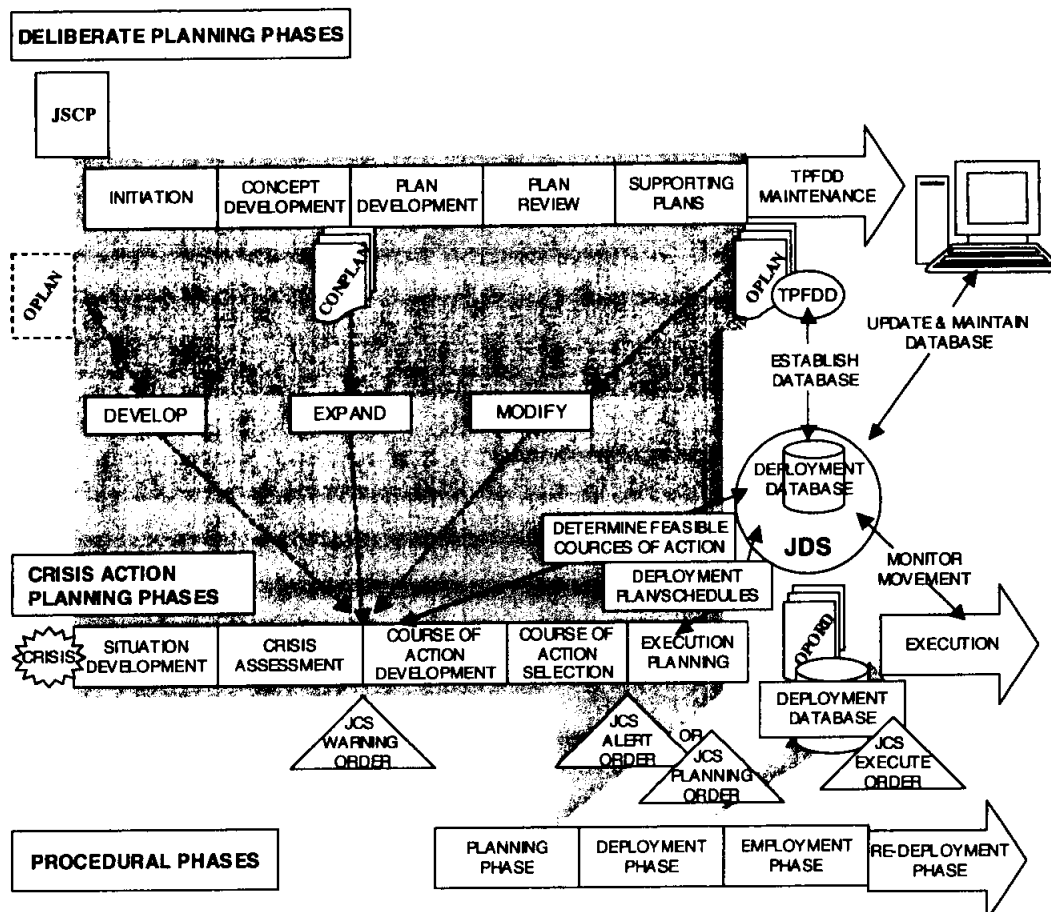 DELIBERATE PLANNING PHASES
JSCP
INITIATION
CONCEPT
DEVELOPMENT
PLAN
DEVELOPMENT
PLAN
REVIEW
SUPPORTING
PLANS
TPFDD
MAINTENANCE
OPLAN
CONPLAN
OPLAN
TPFDD
UPDATE & MAINTAIN
DATABASE
ESTABLISH
DATABASE
DEVELOP
EXPAND
MODIFY
DEPLOYMENT
DATABASE
JDS
DETERMINE FEASIBLE
COURCES OF ACTION
DEPLOYMENT
PLAN/SCHEDULES
MONITOR
MOVEMENT
CRISIS ACTION
PLANNING PHASES
CRISIS
SITUATION
DEVELOPMENT
CRISIS
ASSESSMENT
COURSE OF
ACTION
DEVELOPMENT
COURSE OF
ACTION
SELECTION
EXECUTION
PLANNING
OPORD
EXECUTION
DEPLOYMENT
DATABASE
JCS
WARNING
ORDER
JCS
ALERT
ORDER
OR
JCS
PLANNING
ORDER
JCS
EXECUTE
ORDER
PROCEDURAL PHASES
PLANNING
PHASE
DEPLOYMENT
PHASE
EMPLOYMENT
PHASE
RE-DEPLOYMENT
PHASE